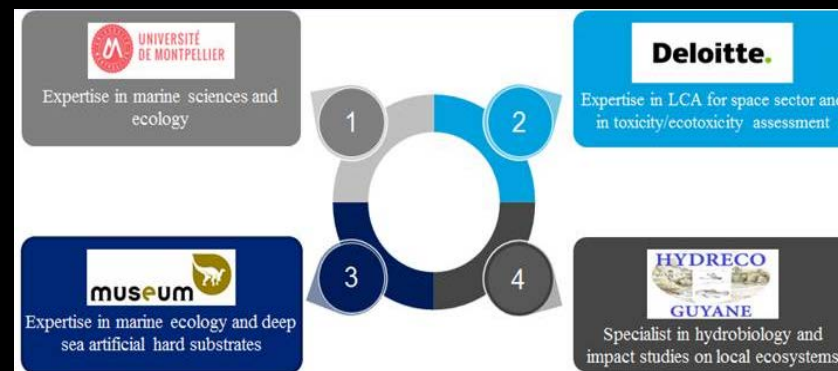 UNIVERSITÉ
DE MONTPELLIER
Expertise in marine sciences and
ecology
1
Deloitte.
Expertise in LCA for space sector and
in toxicity/ecotoxicity assessment
2
museum
Expertise in marine ecology and deep
sea artificial hard substrates
3
HYDRECO
GUYANE
Specialist in hydrobiology and
impact studies on local ecosystems
4